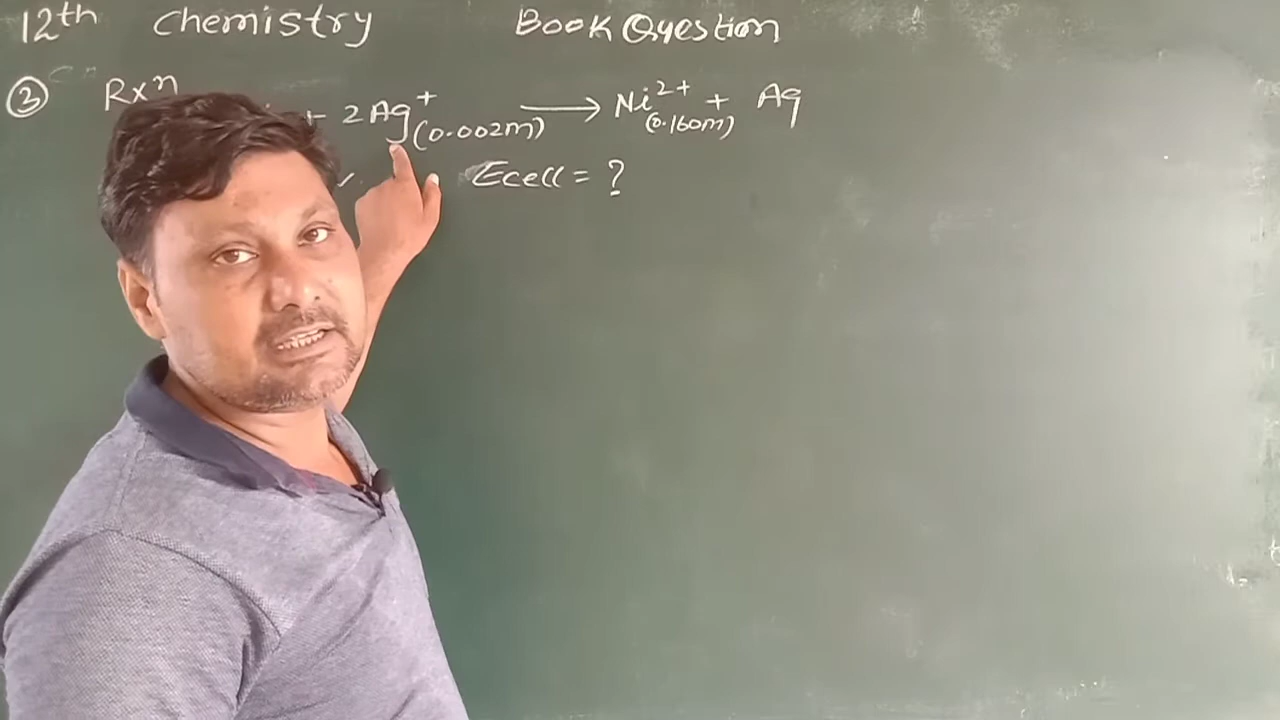 12th Chemistry Book Question
③ Rxn
+ 2Ag+ (0.002m) ⟶ Ni2+ (0.160m) + Ag
Ecell = ?